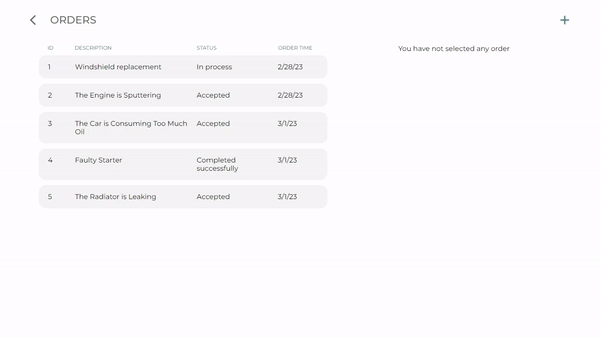 ORDERS
ID DESCRIPTION STATUS ORDER TIME
You have not selected any order
1 Windshield replacement In process 2/28/23
2 The Engine is Sputtering Accepted 2/28/23
3 The Car is Consuming Too Much Accepted 3/1/23
Oil
4 Faulty Starter Completed 3/1/23
successfully
5 The Radiator is Leaking Accepted 3/1/23